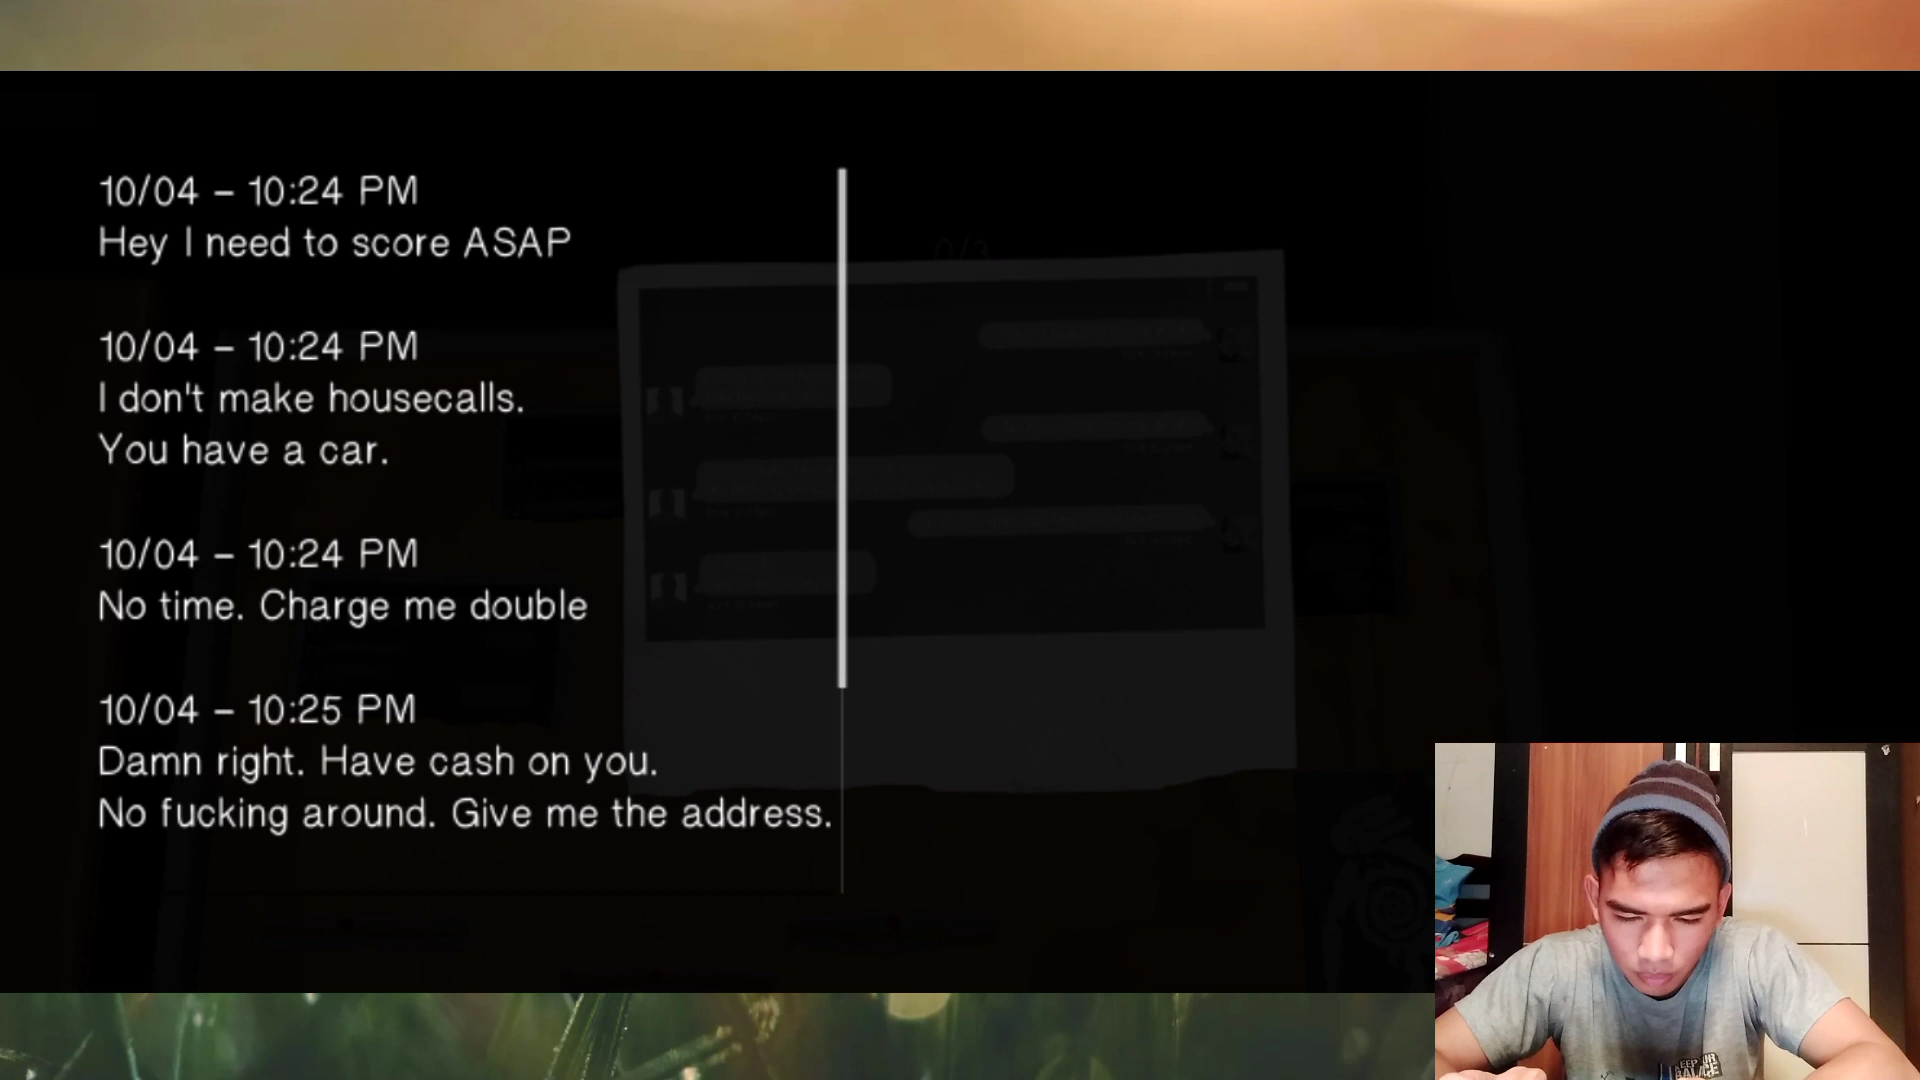 10/04 – 10:24 PM
Hey I need to score ASAP
10/04 – 10:24 PM
I don't make housecalls.
You have a car.
10/04 – 10:24 PM
No time. Charge me double
10/04 – 10:25 PM
Damn right. Have cash on you.
No fucking around. Give me the address.
0/3